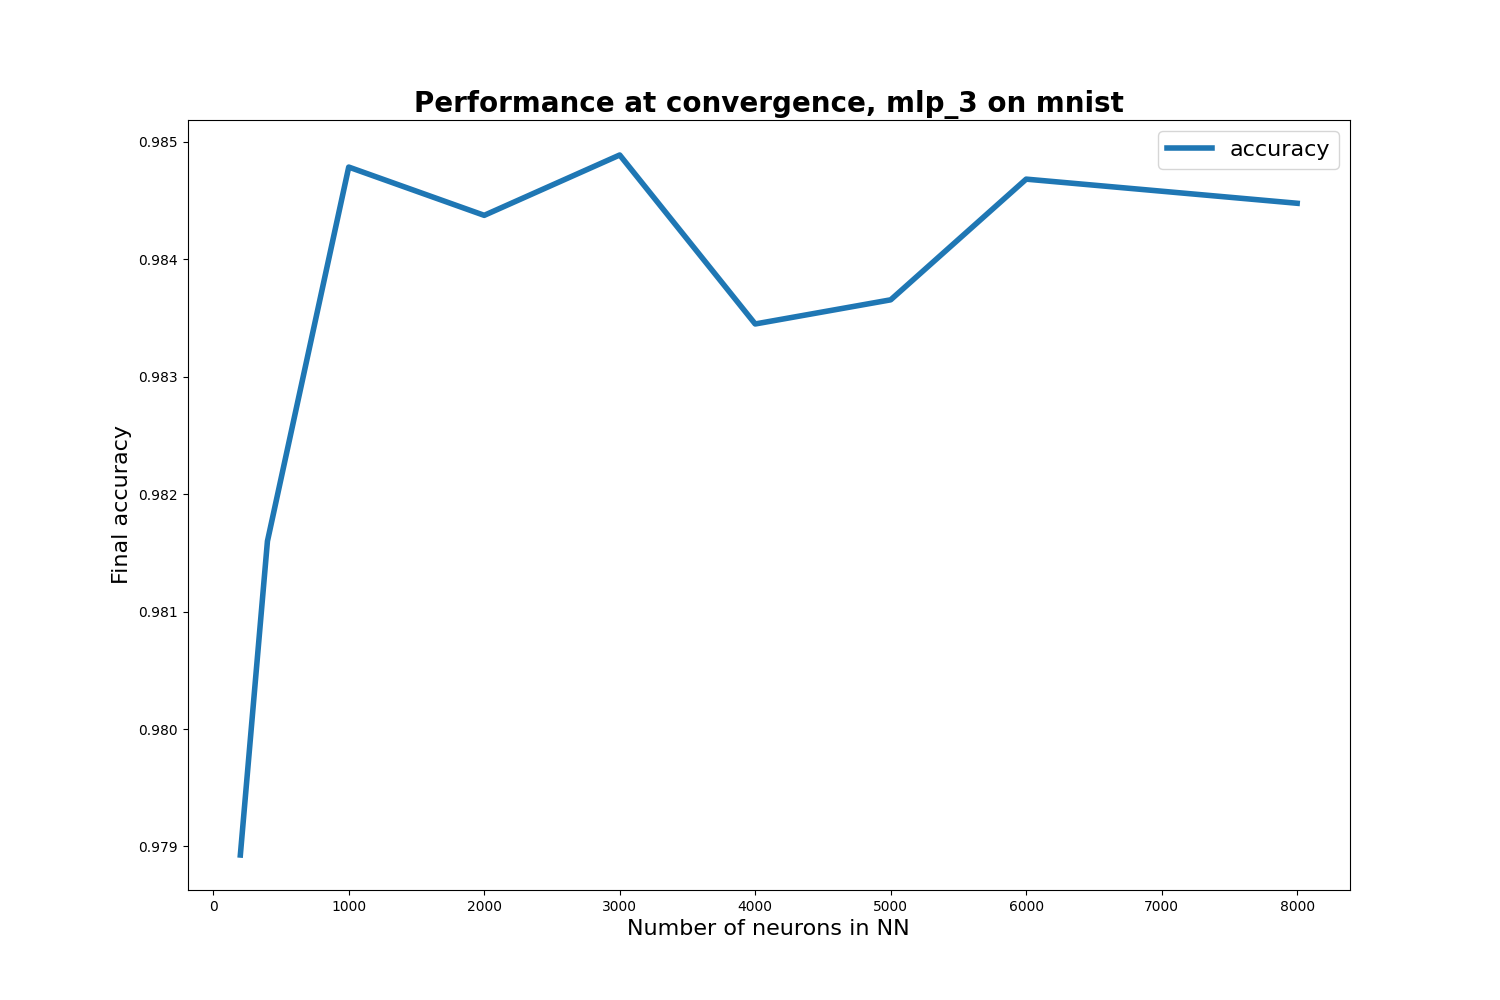 Performance at convergence, mlp_3 on mnist
accuracy
0.985
0.984
0.983
0.982
0.981
0.980
0.979
Final accuracy
0 1000 2000 3000 4000 5000 6000 7000 8000
Number of neurons in NN